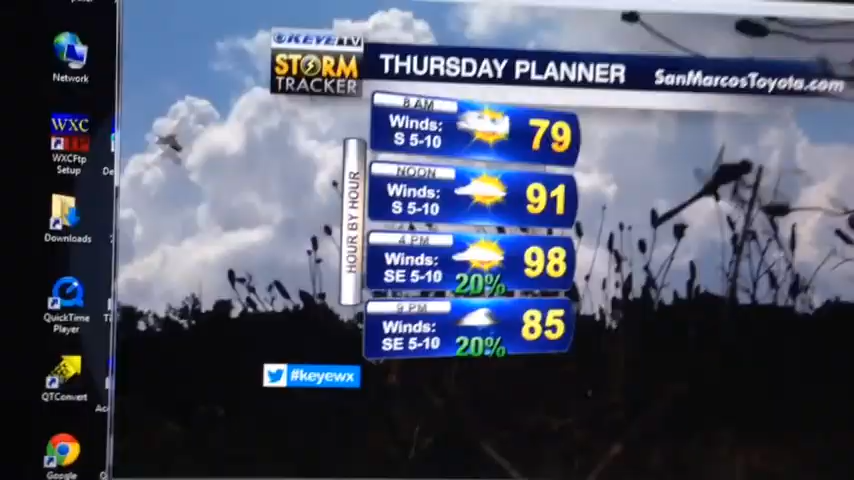 KEYE TV
STORM
TRACKER
THURSDAY PLANNER
SanMarcosToyota.com
HOUR BY HOUR
8 AM
Winds:
S 5-10
79
NOON
Winds:
S 5-10
91
4 PM
Winds:
SE 5-10
20%
98
9 PM
Winds:
SE 5-10
20%
85
#keyewx
Network
WXC
WXCFtp
Setup
Downloads
QuickTime
Player
QTConvert
Google